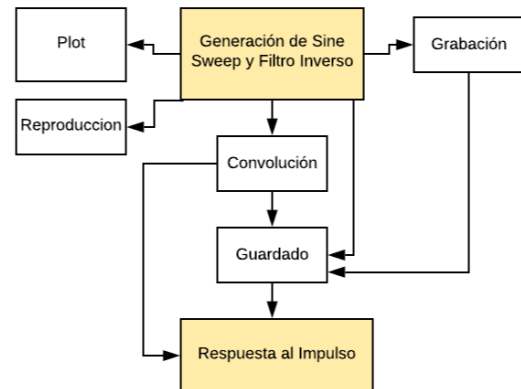 Plot
Generación de Sine
Sweep y Filtro Inverso
Grabación
Reproduccion
Convolución
Guardado
Respuesta al Impulso